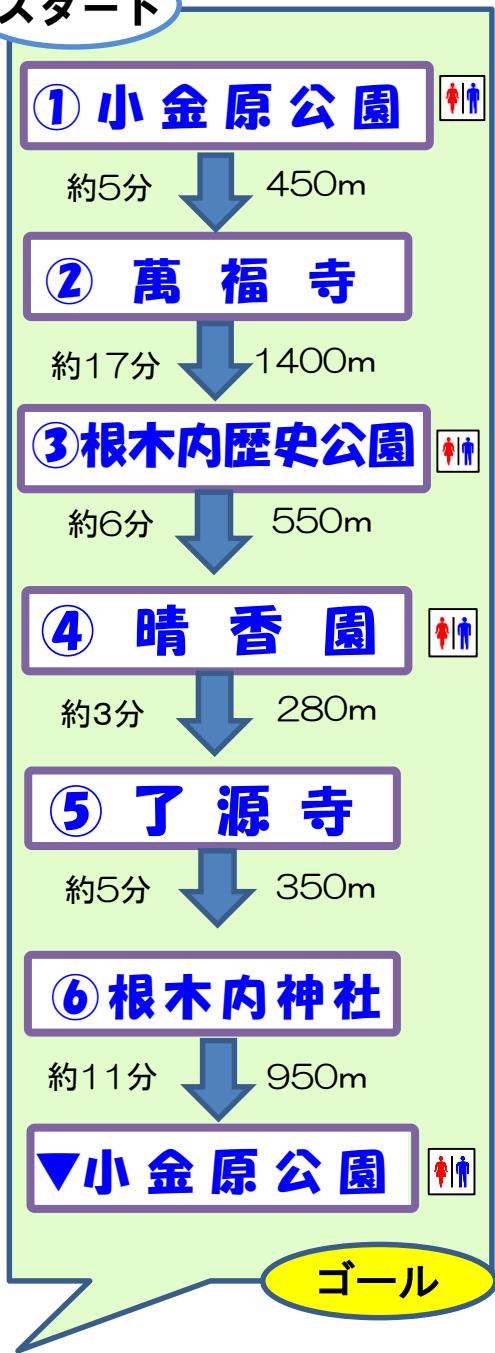 スタート
①小金原公園
約5分 450m
②萬福寺
約17分 1400m
③根木内歴史公園
約6分 550m
④晴香園
約3分 280m
⑤了源寺
約5分 350m
⑥根木内神社
約11分 950m
▼小金原公園
ゴール